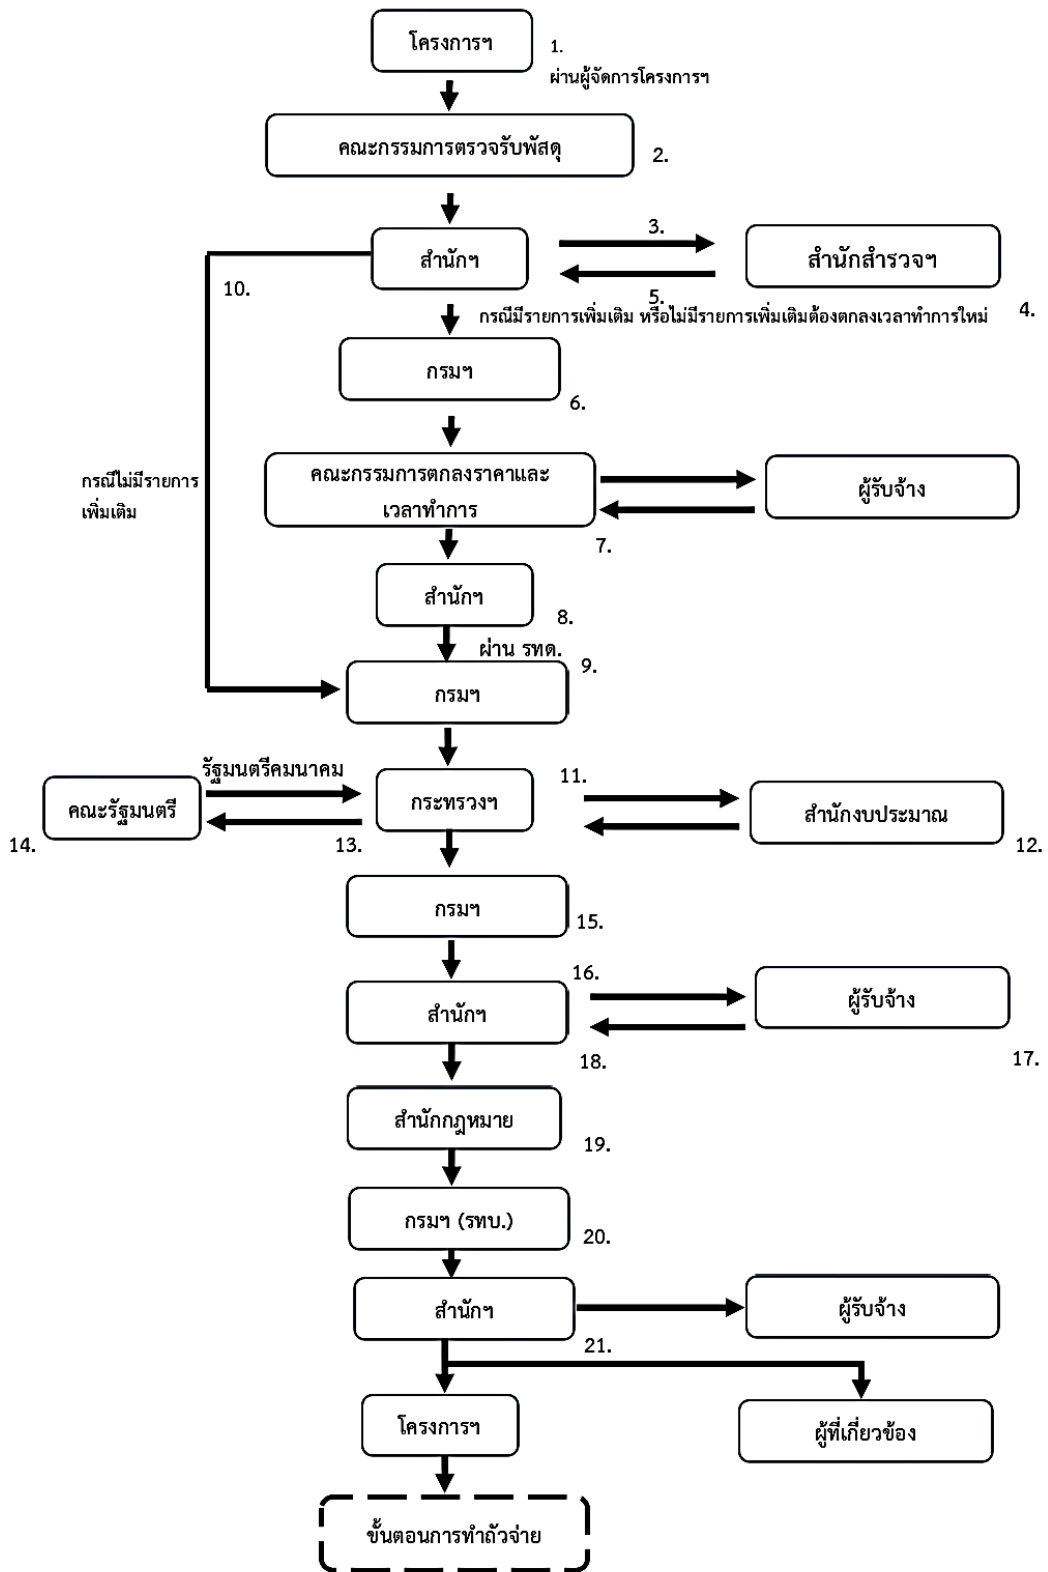 โครงการฯ
1.
ผ่านผู้จัดการโครงการฯ
คณะกรรมการตรวจรับพัสดุ
2.
3.
สำนักฯ
สำนักสำรวจฯ
10.
5.
กรณีมีรายการเพิ่มเติม หรือไม่มีรายการเพิ่มเติมต้องตกลงเวลาทำการใหม่
4.
กรมฯ
6.
กรณีไม่มีรายการ
เพิ่มเติม
คณะกรรมการตกลงราคาและ
เวลาทำการ
ผู้รับจ้าง
7.
สำนักฯ
8.
ผ่าน รทด.
9.
กรมฯ
รัฐมนตรีคมนาคม
11.
คณะรัฐมนตรี
กระทรวงฯ
สำนักงบประมาณ
14.
13.
12.
กรมฯ
15.
16.
สำนักฯ
ผู้รับจ้าง
18.
17.
สำนักกฎหมาย
19.
กรมฯ (รทบ.)
20.
สำนักฯ
ผู้รับจ้าง
21.
โครงการฯ
ผู้ที่เกี่ยวข้อง
ขั้นตอนการทำถัวจ่าย